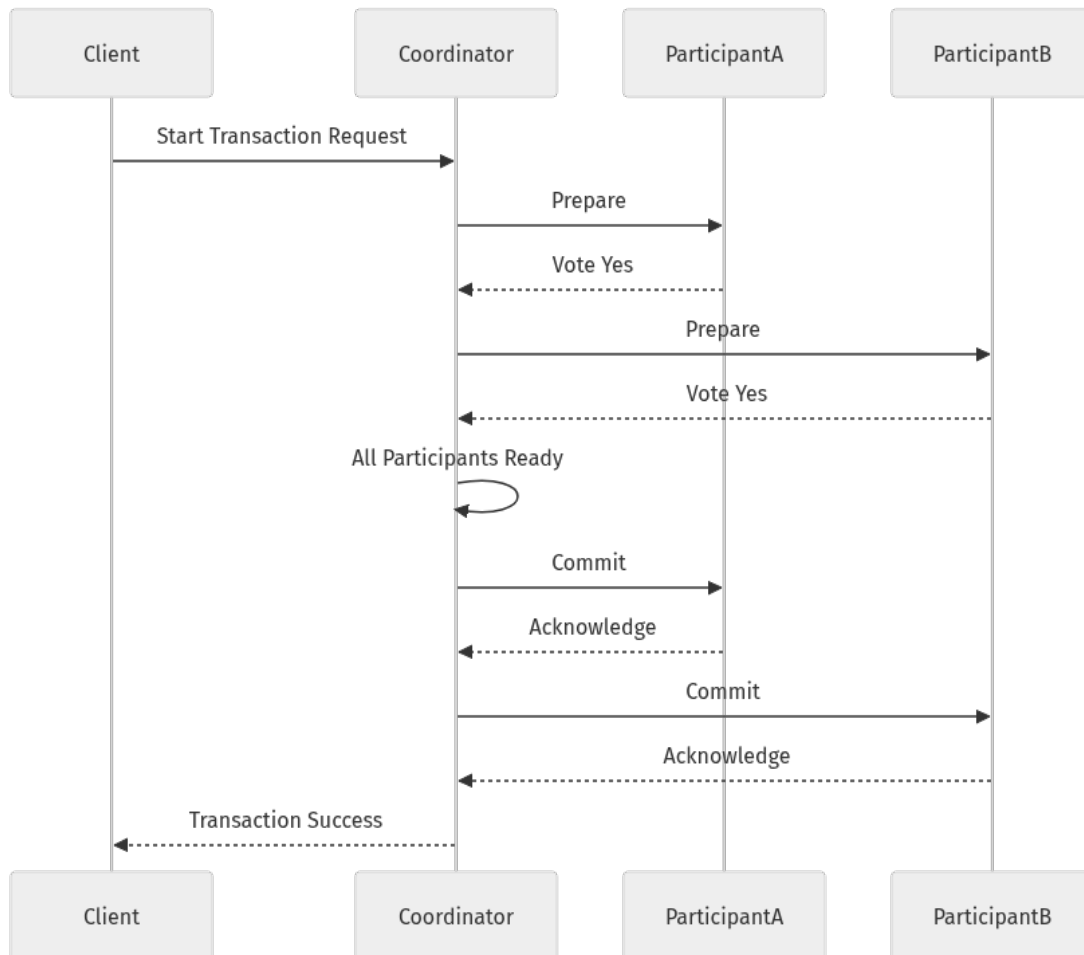 Client
Coordinator
ParticipantA
ParticipantB
Start Transaction Request
Prepare
Vote Yes
Prepare
Vote Yes
All Participants Ready
Commit
Acknowledge
Commit
Acknowledge
Transaction Success
Client
Coordinator
ParticipantA
ParticipantB